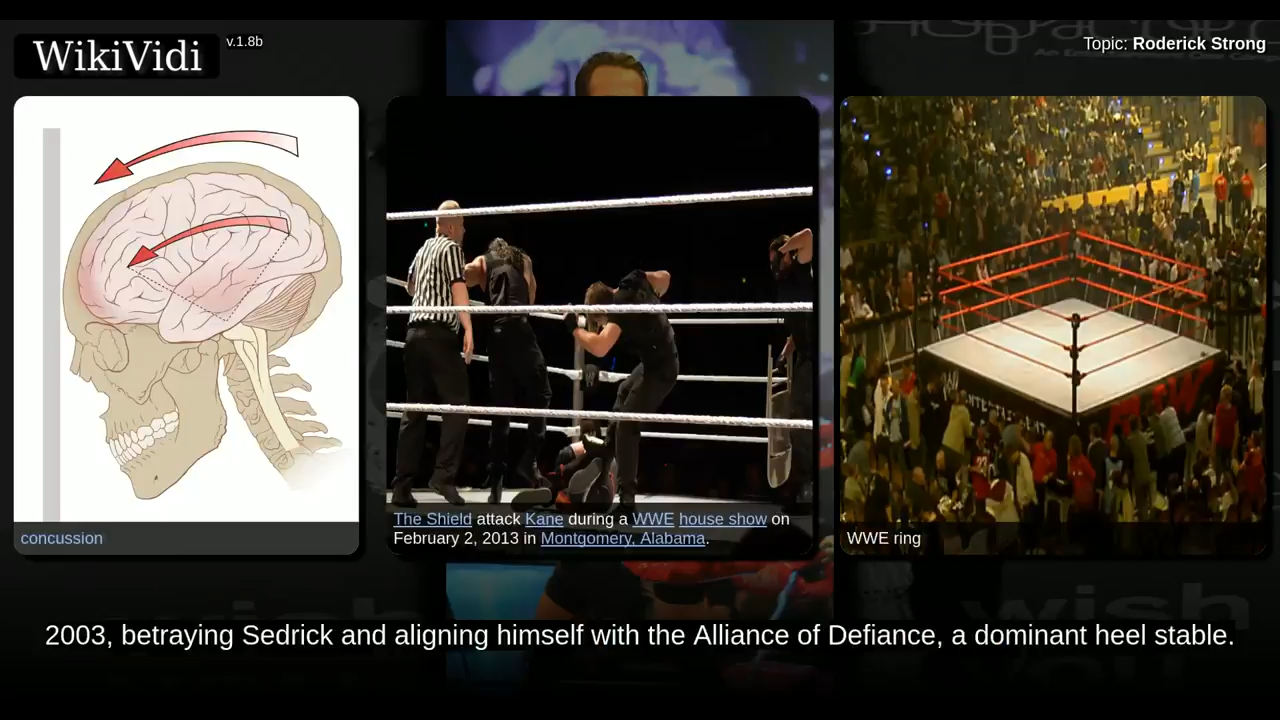 WikiVidi
v.1.8b
Topic: Roderick Strong
concussion
The Shield attack Kane during a WWE house show on
February 2, 2013 in Montgomery, Alabama.
WWE ring
2003, betraying Sedrick and aligning himself with the Alliance of Defiance, a dominant heel stable.
wish